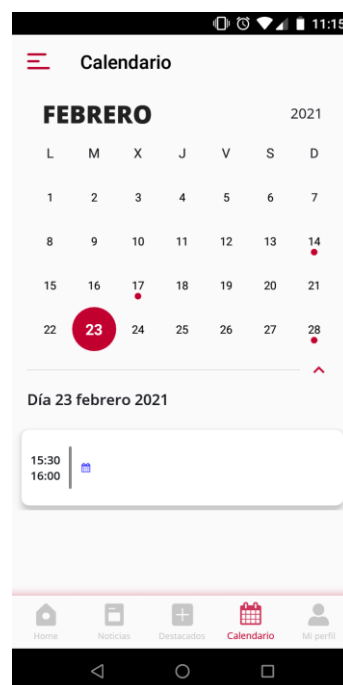 11:15
Calendario
FEBRERO 2021
L M X J V S D
1 2 3 4 5 6 7
8 9 10 11 12 13 14
15 16 17 18 19 20 21
22 23 24 25 26 27 28
Día 23 febrero 2021
15:30
16:00
Home Noticias Destacados Calendario Mi perfil